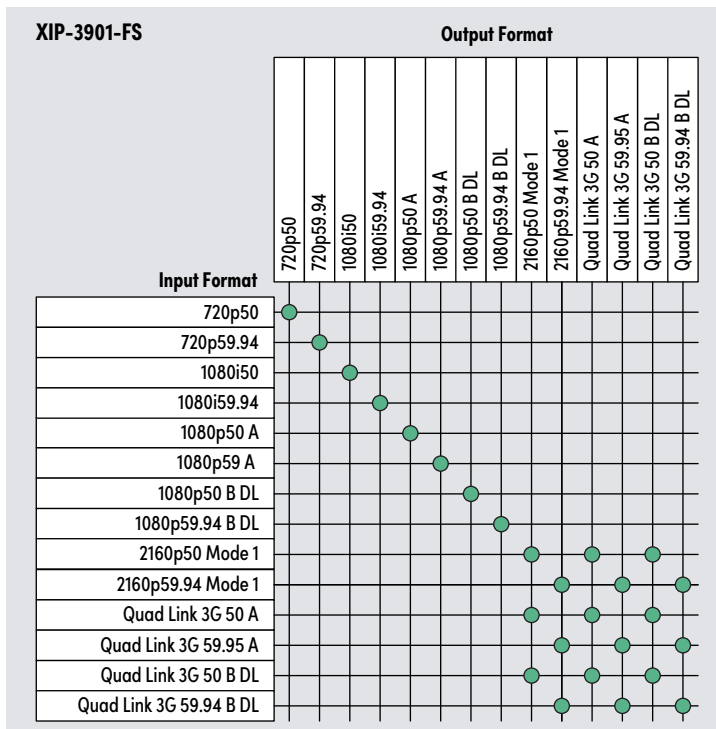 XIP-3901-FS
Output Format
720p50
720p59.94
1080i50
1080i59.94
1080p50 A
1080p59.94 A
1080p50 B DL
1080p59.94 B DL
2160p50 Mode 1
2160p59.94 Mode 1
Quad Link 3G 50 A
Quad Link 3G 59.95 A
Quad Link 3G 50 B DL
Quad Link 3G 59.94 B DL
Input Format
720p50
720p59.94
1080i50
1080i59.94
1080p50 A
1080p59 A
1080p50 B DL
1080p59.94 B DL
2160p50 Mode 1
2160p59.94 Mode 1
Quad Link 3G 50 A
Quad Link 3G 59.95 A
Quad Link 3G 50 B DL
Quad Link 3G 59.94 B DL